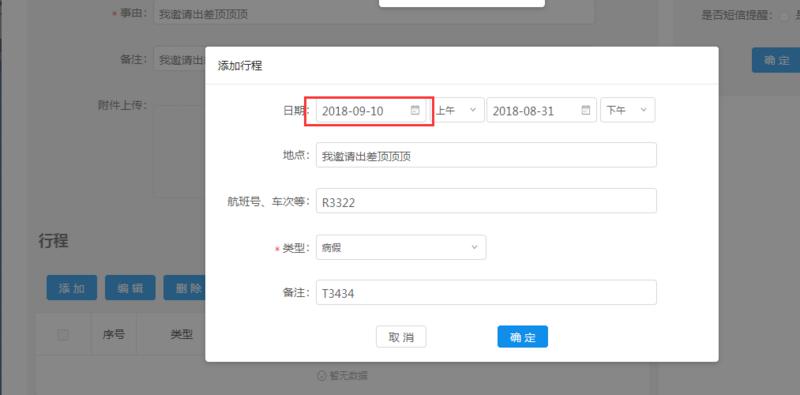 *事由： 我邀请出差顶顶顶
是否短信提醒：
备注： 我邀请出差
确 定
附件上传：
添加行程
日期： 2018-09-10 上午 2018-08-31 下午
地点： 我邀请出差顶顶顶
航班号、车次等： R3322
*类型： 病假
备注： T3434
取 消 确 定
行程
添 加 编 辑 删 除
序号 类型
暂无数据